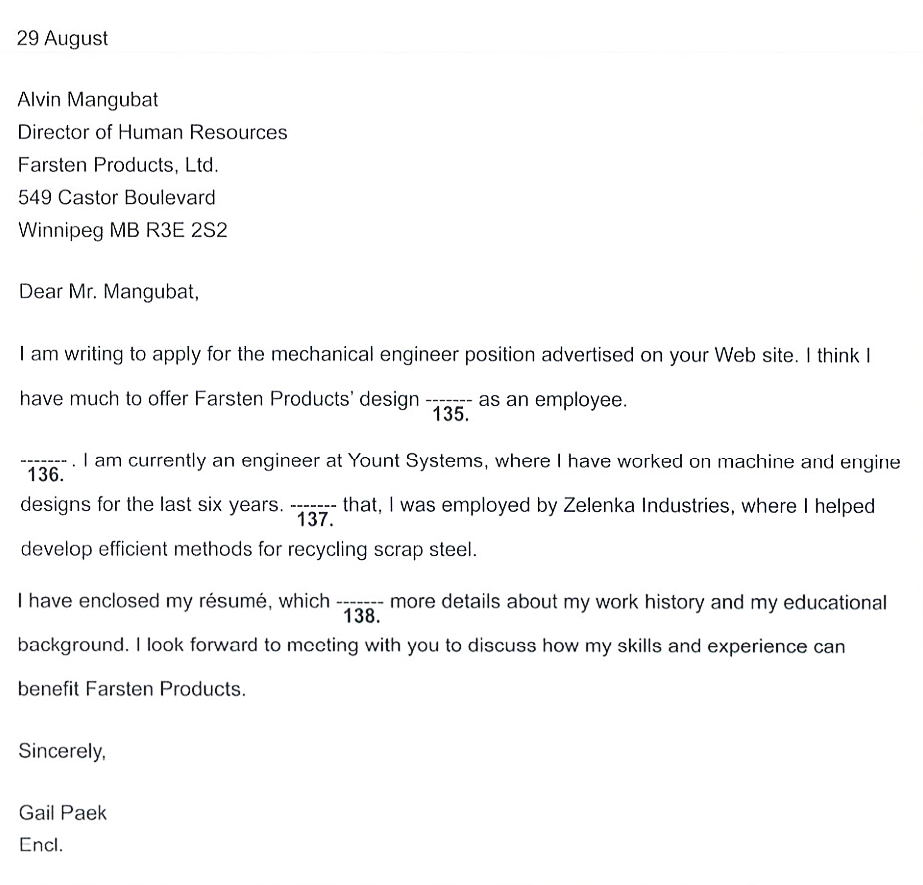 29 August
Alvin Mangubat
Director of Human Resources
Farsten Products, Ltd.
549 Castor Boulevard
Winnipeg MB R3E 2S2
Dear Mr. Mangubat,
I am writing to apply for the mechanical engineer position advertised on your Web site. I think I
have much to offer Farsten Products' design ------- as an employee.
135.
------- . I am currently an engineer at Yount Systems, where I have worked on machine and engine
136.
designs for the last six years. ------- that, I was employed by Zelenka Industries, where I helped
137.
develop efficient methods for recycling scrap steel.
I have enclosed my résumé, which ------- more details about my work history and my educational
138.
background. I look forward to meeting with you to discuss how my skills and experience can
benefit Farsten Products.
Sincerely,
Gail Paek
Encl.